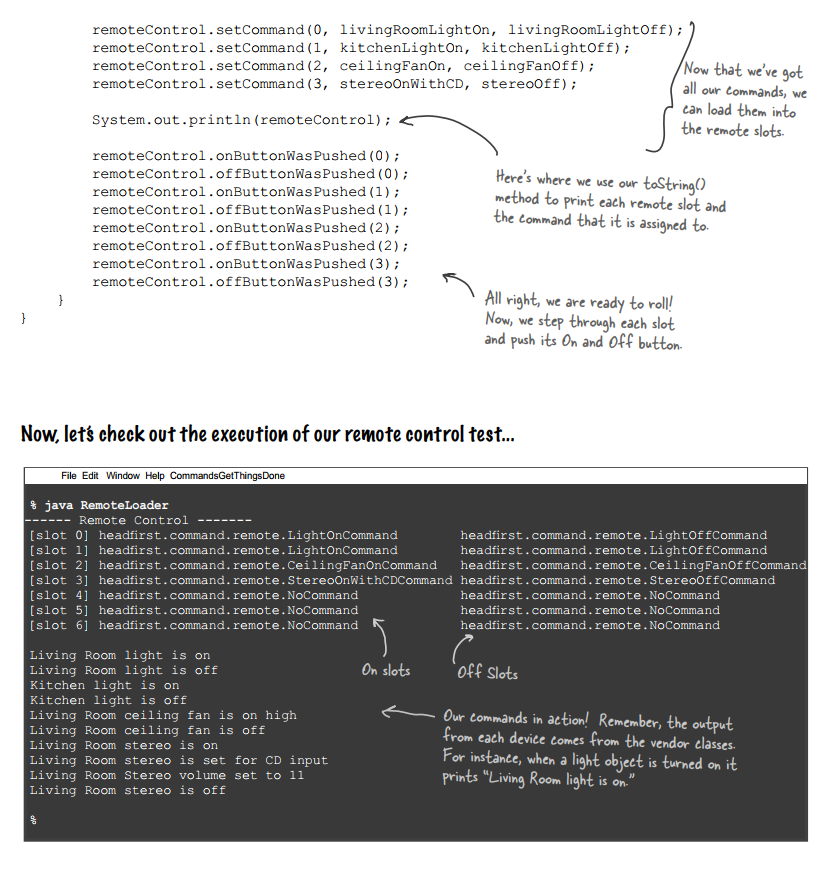 remoteControl.setCommand(0, livingRoomLightOn, livingRoomLightOff);
remoteControl.setCommand(1, kitchenLightOn, kitchenLightOff);
remoteControl.setCommand(2, ceilingFanOn, ceilingFanOff);
remoteControl.setCommand(3, stereoOnWithCD, stereoOff);
Now that we've got
all our commands, we
can load them into
the remote slots.
System.out.println(remoteControl);
Here's where we use our toString()
method to print each remote slot and
the command that it is assigned to.
remoteControl.onButtonWasPushed(0);
remoteControl.offButtonWasPushed(0);
remoteControl.onButtonWasPushed(1);
remoteControl.offButtonWasPushed(1);
remoteControl.onButtonWasPushed(2);
remoteControl.offButtonWasPushed(2);
remoteControl.onButtonWasPushed(3);
remoteControl.offButtonWasPushed(3);
}
}
All right, we are ready to roll!
Now, we step through each slot
and push its On and Off button.
Now, let's check out the execution of our remote control test...
File Edit Window Help CommandsGetThingsDone
% java RemoteLoader
------ Remote Control -------
[slot 0] headfirst.command.remote.LightOnCommand headfirst.command.remote.LightOffCommand
[slot 1] headfirst.command.remote.LightOnCommand headfirst.command.remote.LightOffCommand
[slot 2] headfirst.command.remote.CeilingFanOnCommand headfirst.command.remote.CeilingFanOffCommand
[slot 3] headfirst.command.remote.StereoOnWithCDCommand headfirst.command.remote.StereoOffCommand
[slot 4] headfirst.command.remote.NoCommand headfirst.command.remote.NoCommand
[slot 5] headfirst.command.remote.NoCommand headfirst.command.remote.NoCommand
[slot 6] headfirst.command.remote.NoCommand headfirst.command.remote.NoCommand
On slots
Off Slots
Living Room light is on
Living Room light is off
Kitchen light is on
Kitchen light is off
Living Room ceiling fan is on high
Living Room ceiling fan is off
Living Room stereo is on
Living Room stereo is set for CD input
Living Room Stereo volume set to 11
Living Room stereo is off
Our commands in action! Remember, the output
from each device comes from the vendor classes.
For instance, when a light object is turned on it
prints "Living Room light is on."
%